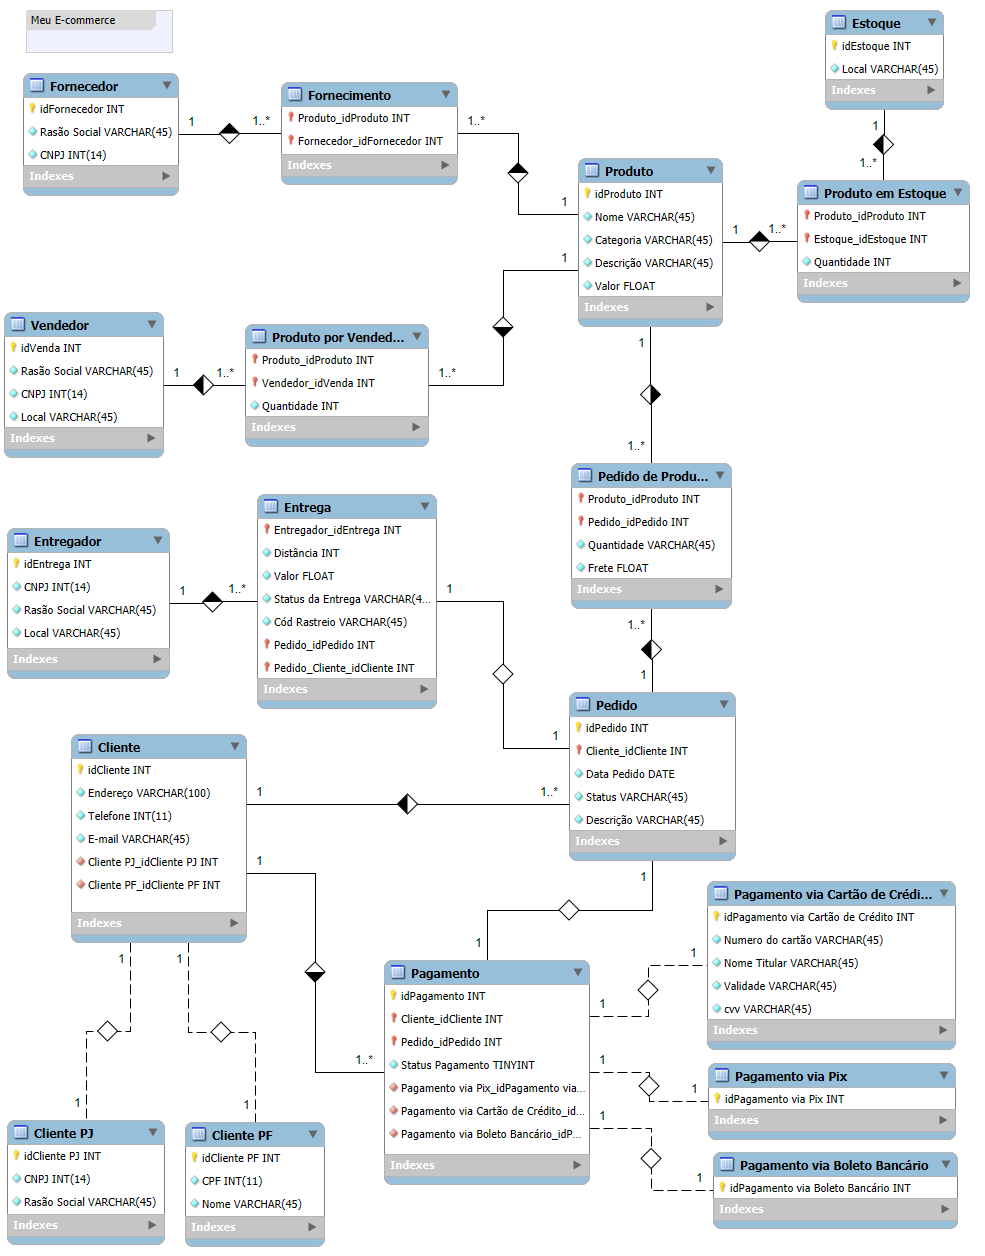 Meu E-commerce
Estoque
idEstoque INT
Local VARCHAR(45)
Indexes
1
1..*
Fornecedor
idFornecedor INT
Rasão Social VARCHAR(45)
CNPJ INT(14)
Indexes
1
1..*
Fornecimento
Produto_idProduto INT
Fornecedor_idFornecedor INT
Indexes
1..*
1
Produto
idProduto INT
Nome VARCHAR(45)
Categoria VARCHAR(45)
Descrição VARCHAR(45)
Valor FLOAT
Indexes
1
1..*
Produto em Estoque
Produto_idProduto INT
Estoque_idEstoque INT
Quantidade INT
Indexes
1
Vendedor
idVenda INT
Rasão Social VARCHAR(45)
CNPJ INT(14)
Local VARCHAR(45)
Indexes
1
1..*
Produto por Vended...
Produto_idProduto INT
Vendedor_idVenda INT
Quantidade INT
Indexes
1..*
1
1..*
Pedido de Produ...
Produto_idProduto INT
Pedido_idPedido INT
Quantidade VARCHAR(45)
Frete FLOAT
Indexes
1..*
1
Entregador
idEntrega INT
CNPJ INT(14)
Rasão Social VARCHAR(45)
Local VARCHAR(45)
Indexes
1
1..*
Entrega
Entregador_idEntrega INT
Distância INT
Valor FLOAT
Status da Entrega VARCHAR(4...
Cód Rastreio VARCHAR(45)
Pedido_idPedido INT
Pedido_Cliente_idCliente INT
Indexes
1
1
Pedido
idPedido INT
Cliente_idCliente INT
Data Pedido DATE
Status VARCHAR(45)
Descrição VARCHAR(45)
Indexes
Cliente
idCliente INT
Endereço VARCHAR(100)
Telefone INT(11)
E-mail VARCHAR(45)
Cliente PJ_idCliente PJ INT
Cliente PF_idCliente PF INT
Indexes
1
1..*
1
1..*
1
1
1
1
1
1
Cliente PJ
idCliente PJ INT
CNPJ INT(14)
Rasão Social VARCHAR(45)
Indexes
Cliente PF
idCliente PF INT
CPF INT(11)
Nome VARCHAR(45)
Indexes
Pagamento
idPagamento INT
Cliente_idCliente INT
Pedido_idPedido INT
Status Pagamento TINYINT
Pagamento via Pix_idPagamento via...
Pagamento via Cartão de Crédito_id...
Pagamento via Boleto Bancário_idP...
Indexes
1
1
1
1
1
1
Pagamento via Cartão de Crédi...
idPagamento via Cartão de Crédito INT
Numero do cartão VARCHAR(45)
Nome Titular VARCHAR(45)
Validade VARCHAR(45)
cvv VARCHAR(45)
Indexes
Pagamento via Pix
idPagamento via Pix INT
Indexes
Pagamento via Boleto Bancário
idPagamento via Boleto Bancário INT
Indexes